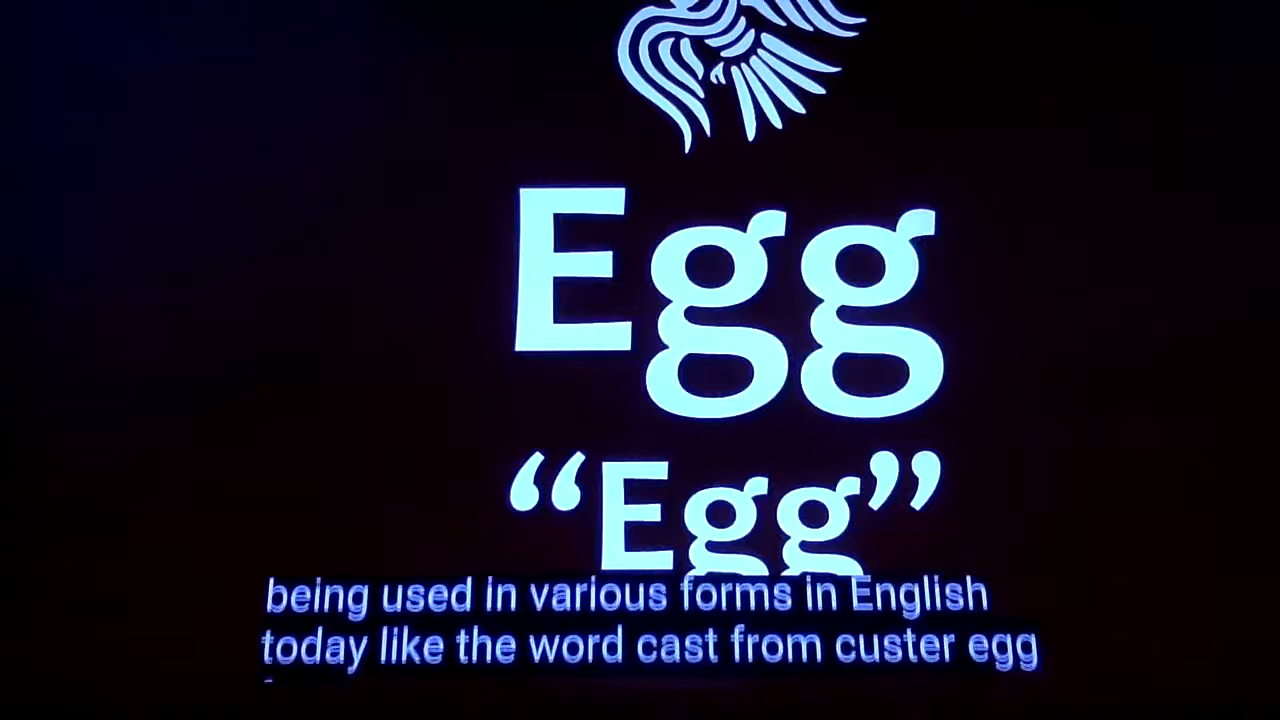 Egg
“Egg”
being used in various forms in English
today like the word cast from custer egg